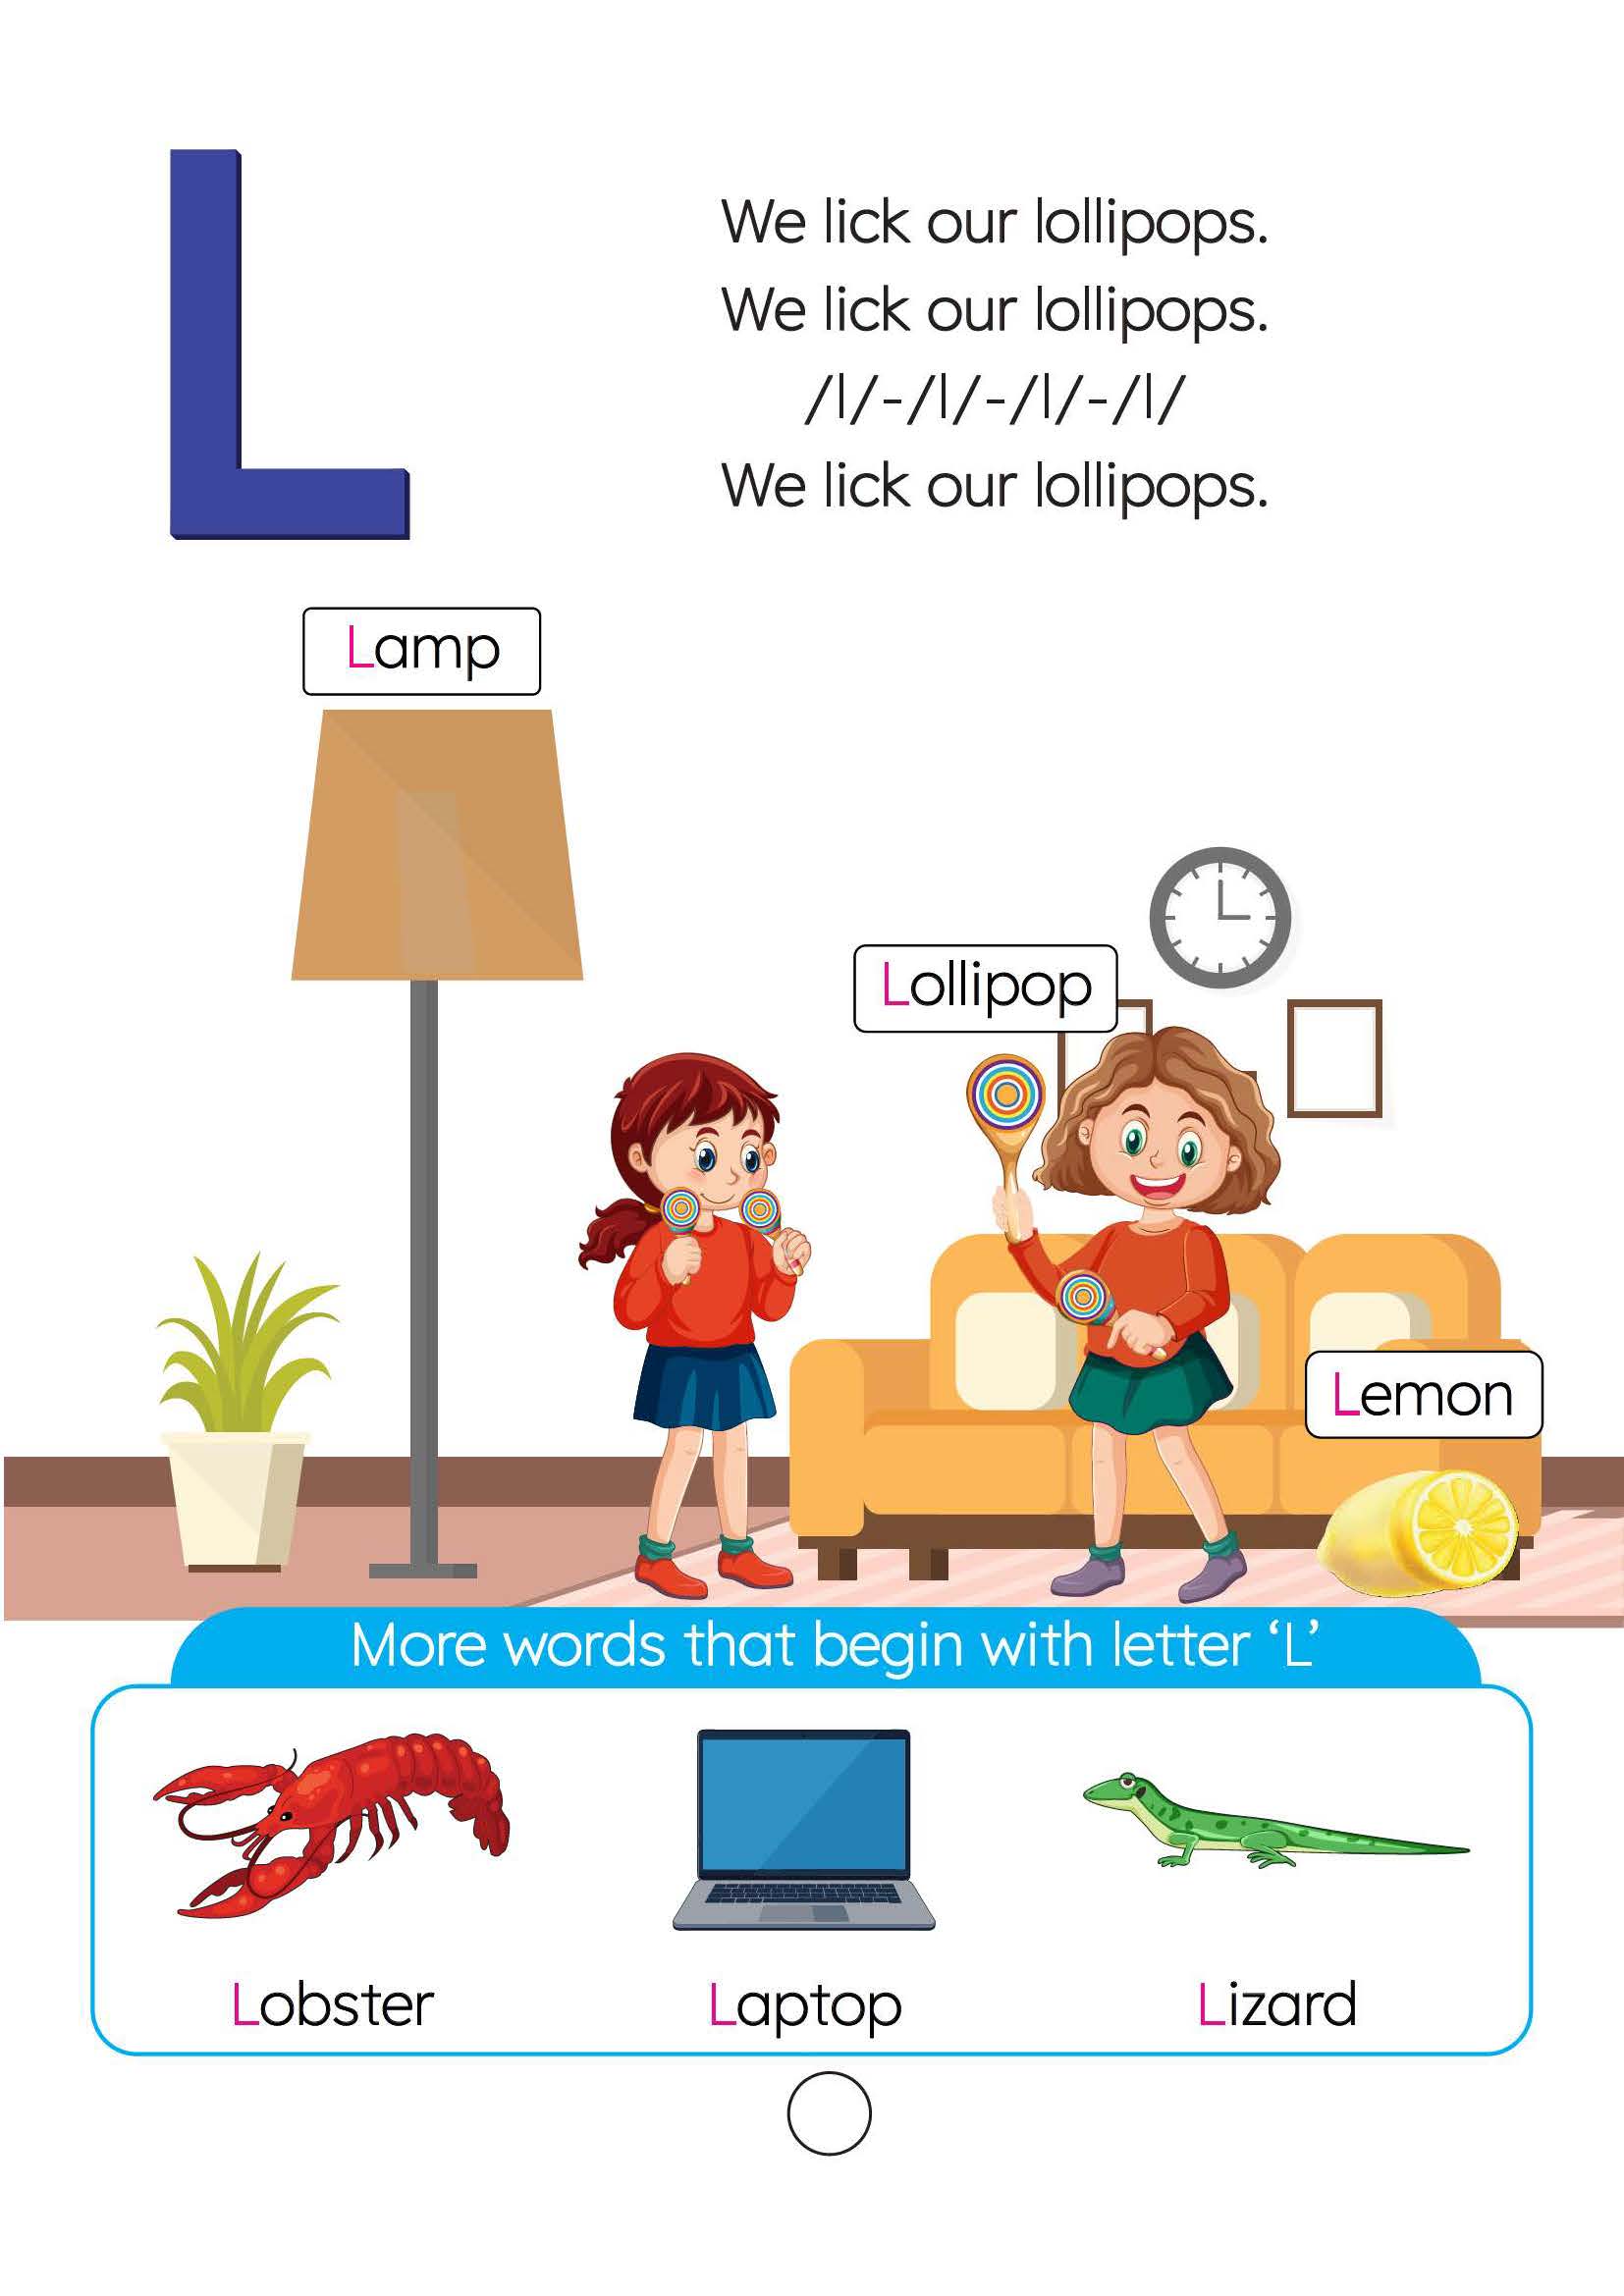 L
We lick our lollipops.
We lick our lollipops.
/l/-/l/-/l/-/l/
We lick our lollipops.
Lamp
Lollipop
Lemon
More words that begin with letter ‘L’
Lobster
Laptop
Lizard